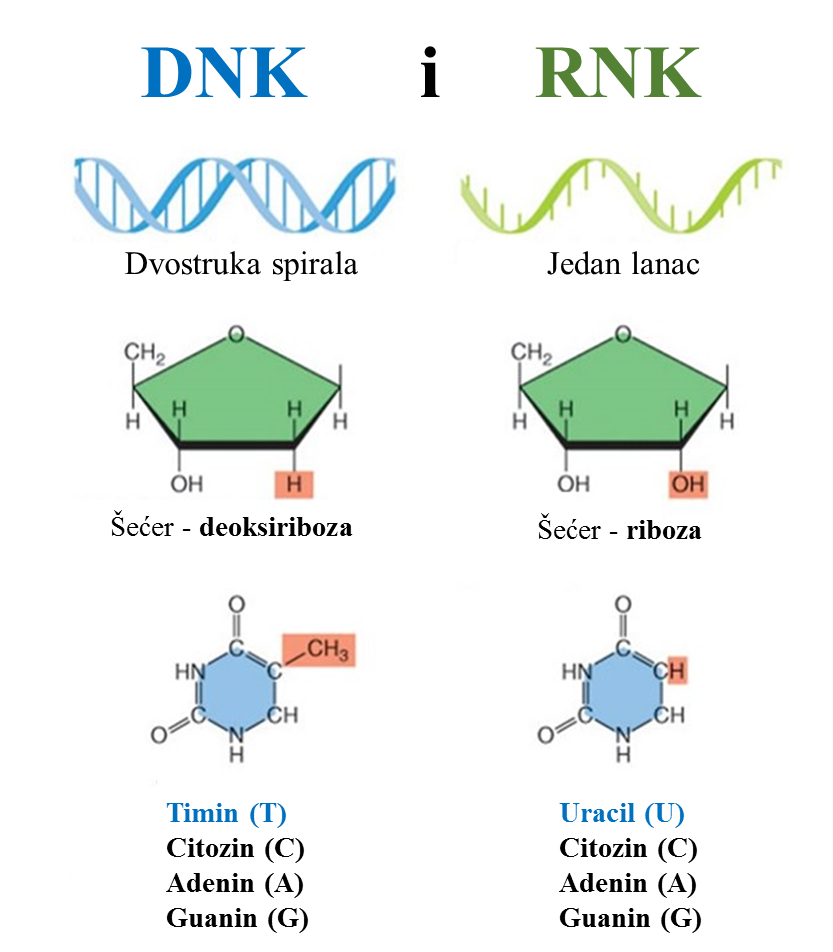 DNK i RNK
Dvostruka spirala
Jedan lanac
O
CH2
H
H
H
H
OH
H
Šećer - deoksiriboza
O
CH2
H
H
H
H
OH
OH
Šećer - riboza
O
C
CH3
HN
C
C
CH
O
N
H
O
C
HN
CH
C
CH
O
N
H
Timin (T)
Citozin (C)
Adenin (A)
Guanin (G)
Uracil (U)
Citozin (C)
Adenin (A)
Guanin (G)